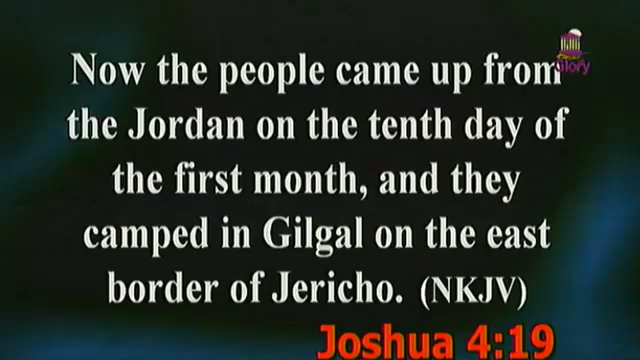 Now the people came up from
the Jordan on the tenth day of
the first month, and they
camped in Gilgal on the east
border of Jericho. (NKJV)
Joshua 4:19
Glory